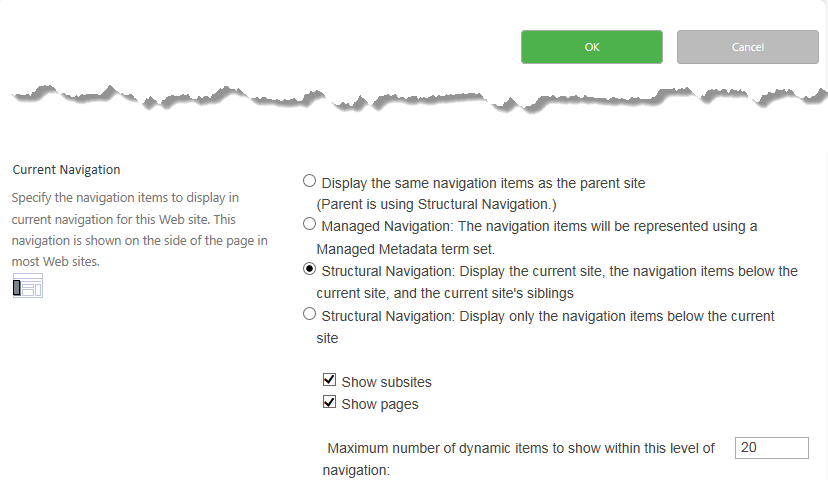 OK
Cancel
Current Navigation
Specify the navigation items to display in
current navigation for this Web site. This
navigation is shown on the side of the page in
most Web sites.
Display the same navigation items as the parent site
(Parent is using Structural Navigation.)
Managed Navigation: The navigation items will be represented using a
Managed Metadata term set.
Structural Navigation: Display the current site, the navigation items below the
current site, and the current site's siblings
Structural Navigation: Display only the navigation items below the current
site
Show subsites
Show pages
Maximum number of dynamic items to show within this level of
navigation:
20